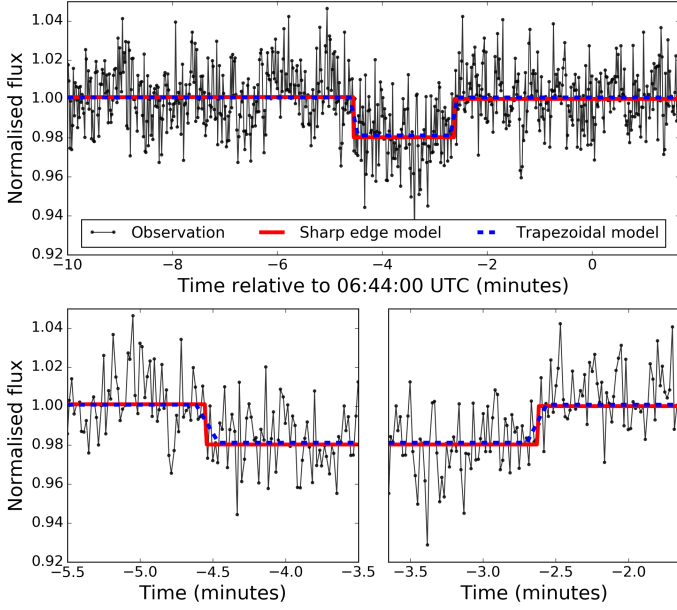 1.04
1.02
1.00
0.98
0.96
0.94
0.92
Normalised flux
Observation Sharp edge model Trapezoidal model
−10 −8 −6 −4 −2 0
Time relative to 06:44:00 UTC (minutes)
1.04
1.02
1.00
0.98
0.96
0.94
0.92
Normalised flux
−5.5 −5.0 −4.5 −4.0 −3.5
Time (minutes)
−3.5 −3.0 −2.5 −2.0
Time (minutes)